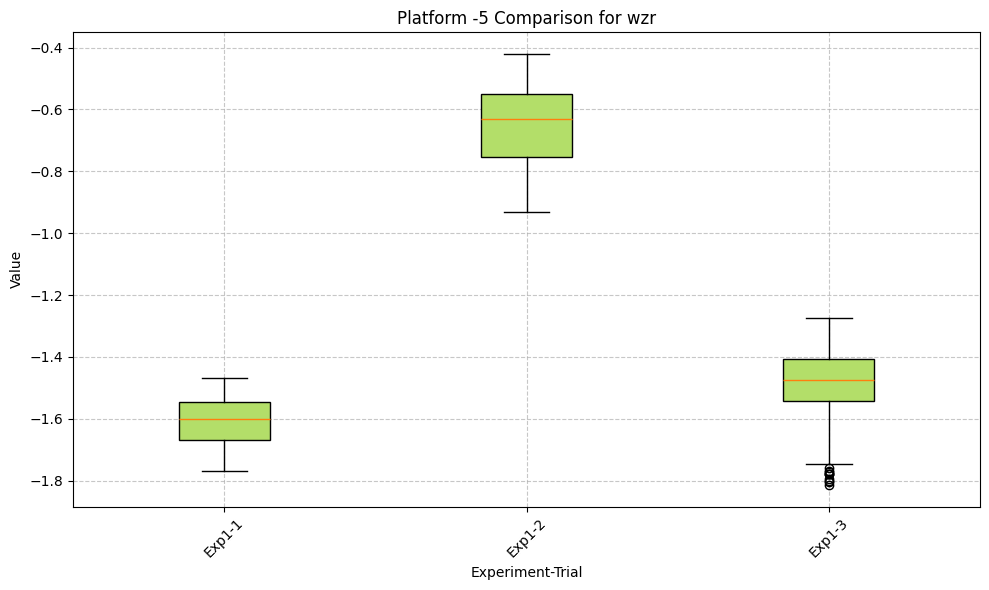 Platform -5 Comparison for wzr
−0.4
−0.6
−0.8
−1.0
−1.2
−1.4
−1.6
−1.8
Value
Exp1-1
Exp1-2
Exp1-3
Experiment-Trial